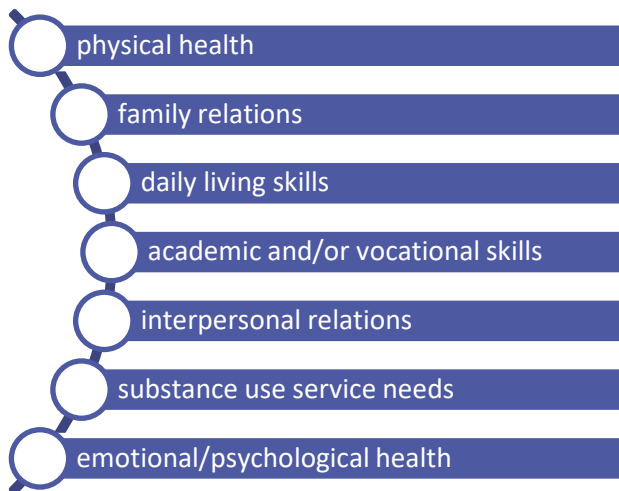 physical health
family relations
daily living skills
academic and/or vocational skills
interpersonal relations
substance use service needs
emotional/psychological health